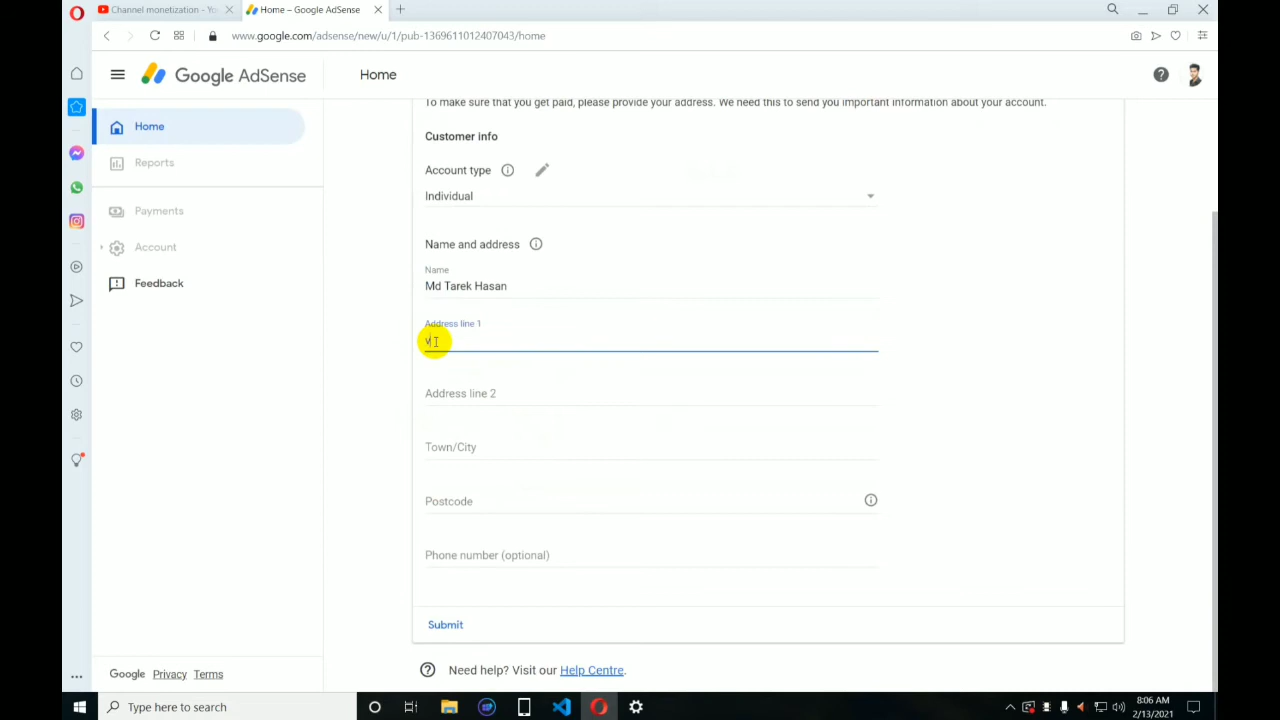 Channel monetization - Yo
Home – Google AdSense
www.google.com/adsense/new/u/1/pub-1369611012407043/home
Google AdSense
Home
Home
Reports
Payments
Account
Feedback
To make sure that you get paid, please provide your address. We need this to send you important information about your account.
Customer info
Account type
Individual
Name and address
Name
Md Tarek Hasan
Address line 1
v
Address line 2
Town/City
Postcode
Phone number (optional)
Submit
Need help? Visit our Help Centre.
Google Privacy Terms
Type here to search
8:06 AM
2/13/2021